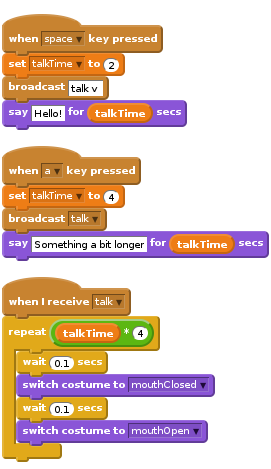 when space key pressed
set talkTime to 2
broadcast talk v
say Hello! for talkTime secs
when a key pressed
set talkTime to 4
broadcast talk
say Something a bit longer for talkTime secs
when I receive talk
repeat talkTime * 4
wait 0.1 secs
switch costume to mouthClosed
wait 0.1 secs
switch costume to mouthOpen